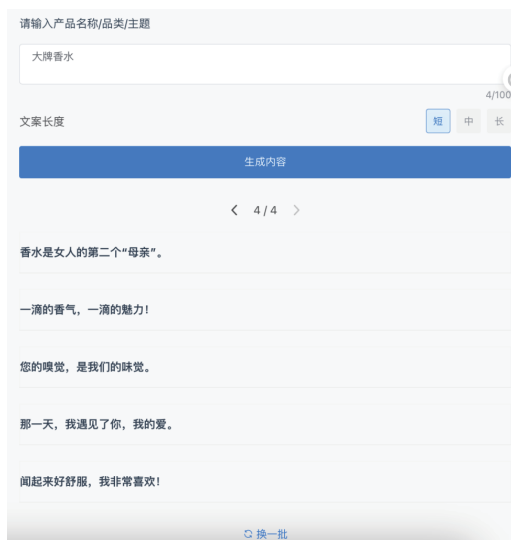 请输入产品名称/品类/主题
大牌香水
4/100
文案长度
短 中 长
生成内容
4 / 4
香水是女人的第二个“母亲”。
一滴的香气，一滴的魅力！
您的嗅觉，是我们的味觉。
那一天，我遇见了你，我的爱。
闻起来好舒服，我非常喜欢！
换一批